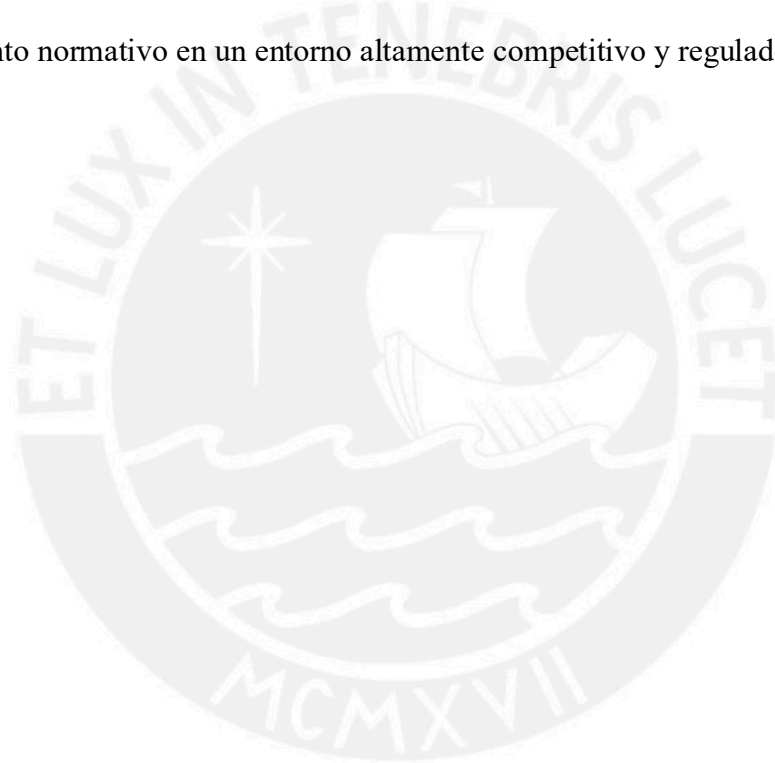 nto normativo en un entorno altamente competitivo y regulad
ET LUX IN TENEBRIS LUCET
MCMXVII